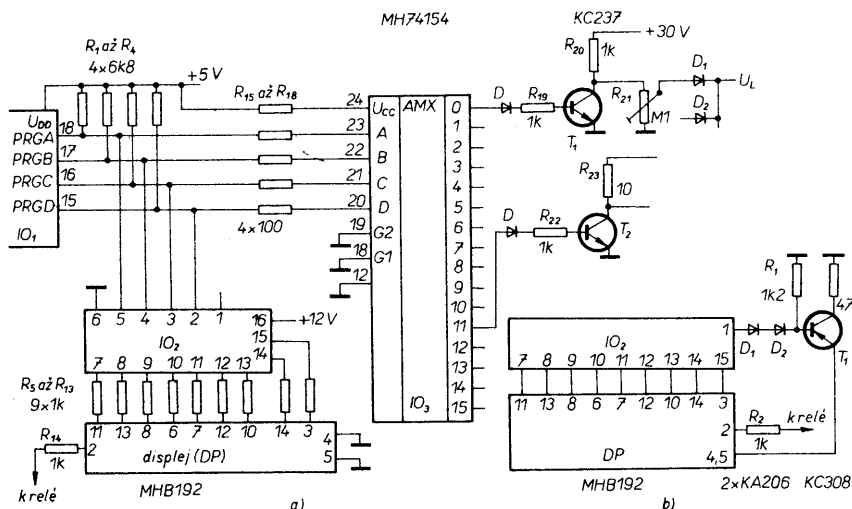 MH74154
KC237
+30 V
R1 až R4
4×6k8
+5 V
R15 až R18
R20
1k
D1
UL
D2
R21
M1
UDD
18
PRGA
17
PRGB
16
PRGC
15
PRGD
IO1
24
23
22
21
20
19
18
12
4×100
UCC
A
B
C
D
G2
G1
AMX
IO3
0
1
2
3
4
5
6
7
8
9
10
11
12
13
14
15
D
R19
1k
T1
R23
10
D
R22
1k
T2
6
5
4
3
2
1
16
+12 V
15
14
IO2
7
8
9
10
11
12
13
R5 až R13
9×1k
11
13
8
6
7
12
10
14
3
R14
1k
2
displej (DP)
4
5
k relé
MHB192
a)
R1
1k2
47
1
D1
D2
T1
IO2
7
8
9
10
11
12
13
14
15
11
13
8
6
7
12
10
14
3
2
R2
1k
k relé
DP
4,5
MHB192
2×KA206
KC308
b)